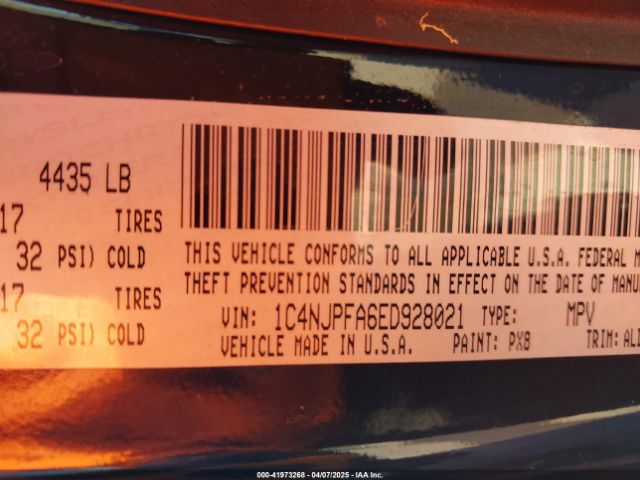 4435 LB
17 TIRES
32 PSI) COLD
17 TIRES
32 PSI) COLD
THIS VEHICLE CONFORMS TO ALL APPLICABLE U.S.A. FEDERAL M
THEFT PREVENTION STANDARDS IN EFFECT ON THE DATE OF MANU
VIN: 1C4NJPFA6ED928021 TYPE: MPV
VEHICLE MADE IN U.S.A. PAINT: PX8 TRIM: ALD
000-41973268 - 04/07/2025 - IAA Inc.